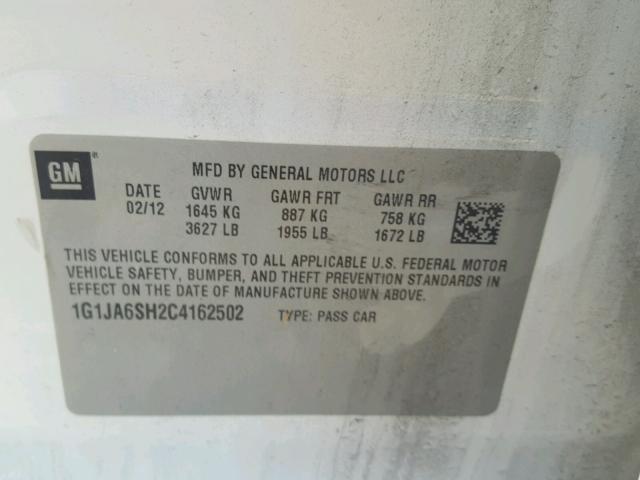 GM®
MFD BY GENERAL MOTORS LLC
DATE GVWR GAWR FRT GAWR RR
02/12 1645 KG 887 KG 758 KG
3627 LB 1955 LB 1672 LB
THIS VEHICLE CONFORMS TO ALL APPLICABLE U.S. FEDERAL MOTOR
VEHICLE SAFETY, BUMPER, AND THEFT PREVENTION STANDARDS IN
EFFECT ON THE DATE OF MANUFACTURE SHOWN ABOVE.
1G1JA6SH2C4162502 TYPE: PASS CAR